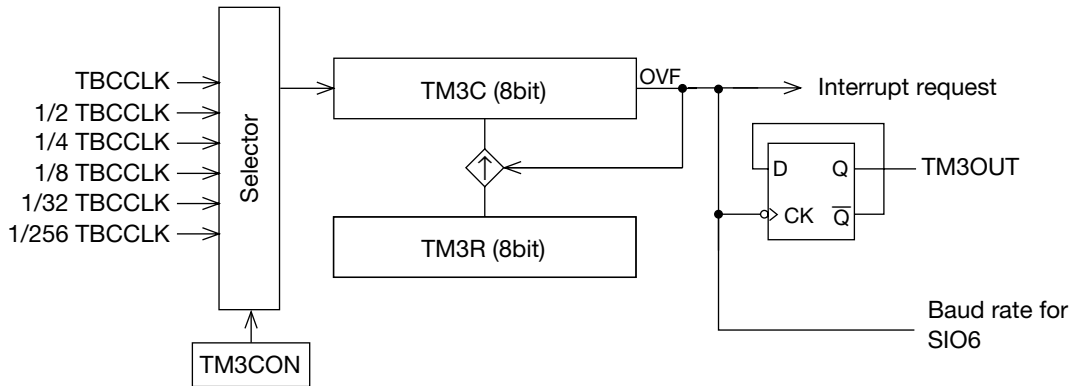 TBCCLK
1/2 TBCCLK
1/4 TBCCLK
1/8 TBCCLK
1/32 TBCCLK
1/256 TBCCLK
Selector
TM3CON
TM3C (8bit)
OVF
TM3R (8bit)
Interrupt request
D Q
CK Q
TM3OUT
Baud rate for
SIO6